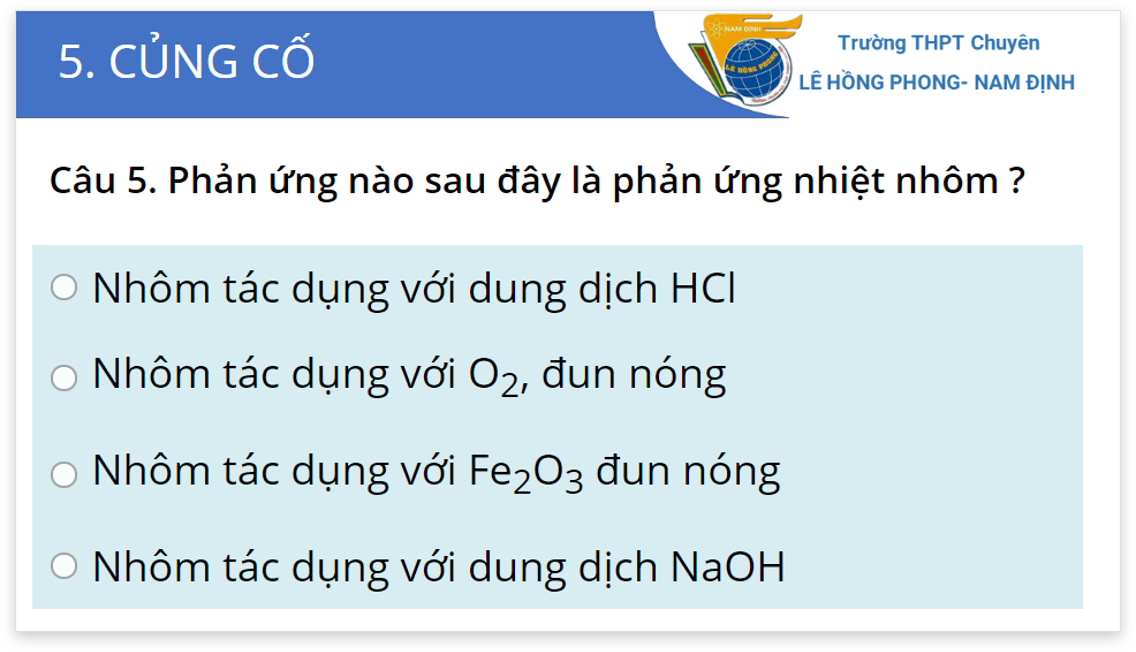 5. CỦNG CỐ
NAM ĐỊNH
LÊ HỒNG PHONG
Trường THPT Chuyên
LÊ HỒNG PHONG- NAM ĐỊNH
Câu 5. Phản ứng nào sau đây là phản ứng nhiệt nhôm ?
Nhôm tác dụng với dung dịch HCl
Nhôm tác dụng với O₂, đun nóng
Nhôm tác dụng với Fe₂O₃ đun nóng
Nhôm tác dụng với dung dịch NaOH